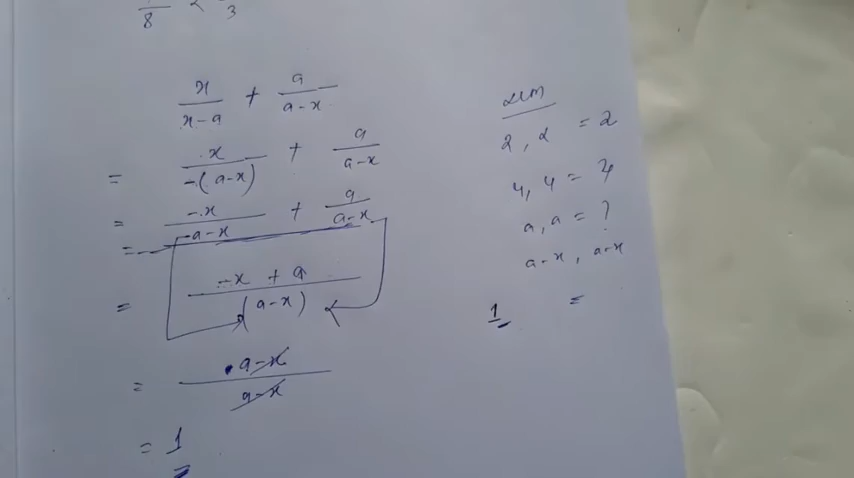 8 < 3
x/(x-a) + a/(a-x)
= x/-(a-x) + a/(a-x)
= -x/(a-x) + a/(a-x)
=
= (-x + a)/(a-x)
= (a-x)/(a-x)
= 1
LCM
2, 2 = 2
4, 4 = 4
a, a = ?
a-x, a-x
1 =